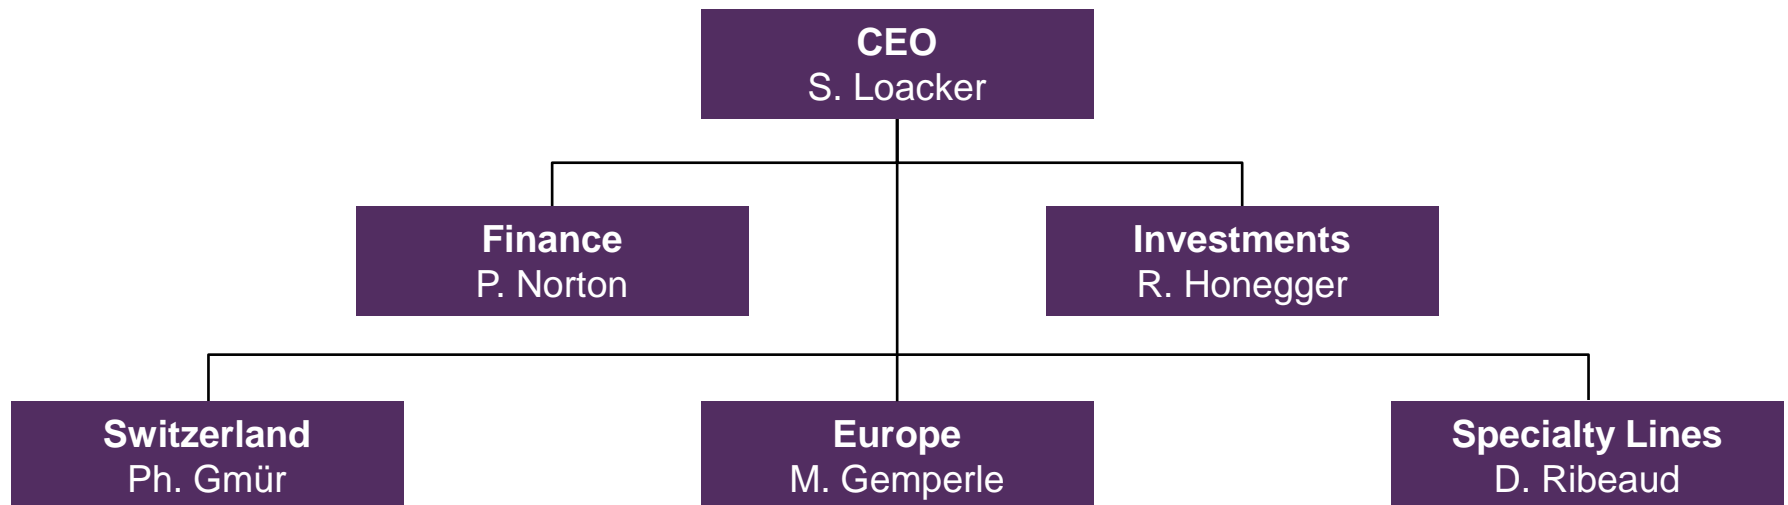 CEO
S. Loacker
Finance
P. Norton
Investments
R. Honegger
Switzerland
Ph. Gmür
Europe
M. Gemperle
Specialty Lines
D. Ribeaud